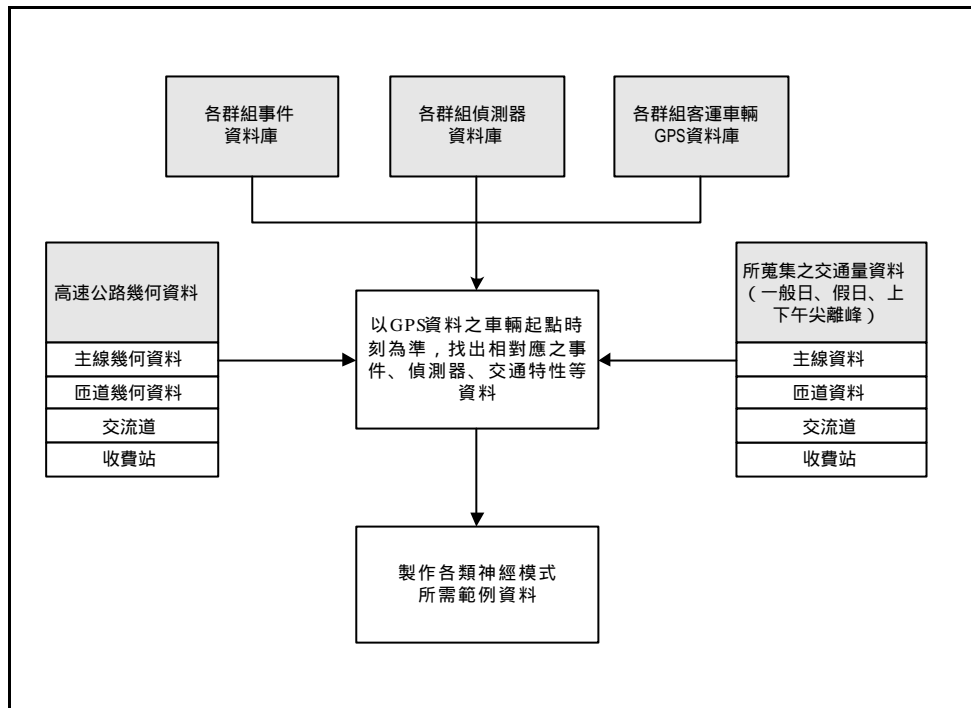 各群組事件
資料庫
各群組偵測器
資料庫
各群組客運車輛
GPS資料庫
高速公路幾何資料
主線幾何資料
匝道幾何資料
交流道
收費站
以GPS資料之車輛起點時
刻為準，找出相對應之事
件、偵測器、交通特性等
資料
所蒐集之交通量資料
（一般日、假日、上
下午尖離峰）
主線資料
匝道資料
交流道
收費站
製作各類神經模式
所需範例資料